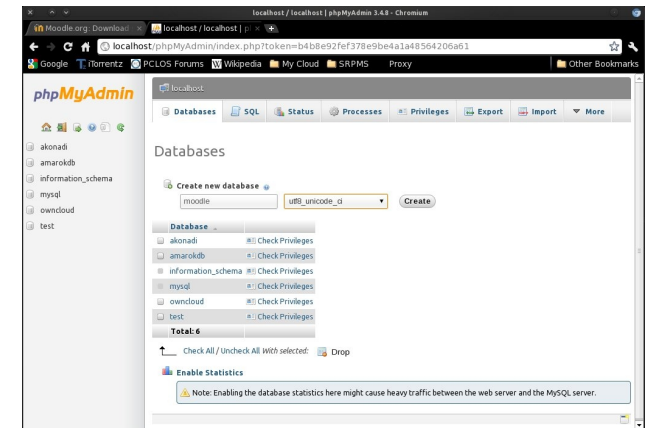 localhost / localhost | phpMyAdmin 3.4.8 - Chromium
Moodle.org: Download
localhost / localhost | pl
localhost/phpMyAdmin/index.php?token=b4b8e92fef378e9be4a1a48564206a61
Google iTorrentz PCLOS Forums Wikipedia My Cloud SRPMS Proxy Other Bookmarks
phpMyAdmin
akonadi
amarokdb
information_schema
mysql
owncloud
test
localhost
Databases SQL Status Processes Privileges Export Import More
Databases
Create new database
moodle utf8_unicode_ci Create
Database
akonadi Check Privileges
amarokdb Check Privileges
information_schema Check Privileges
mysql Check Privileges
owncloud Check Privileges
test Check Privileges
Total: 6
Check All / Uncheck All With selected: Drop
Enable Statistics
Note: Enabling the database statistics here might cause heavy traffic between the web server and the MySQL server.